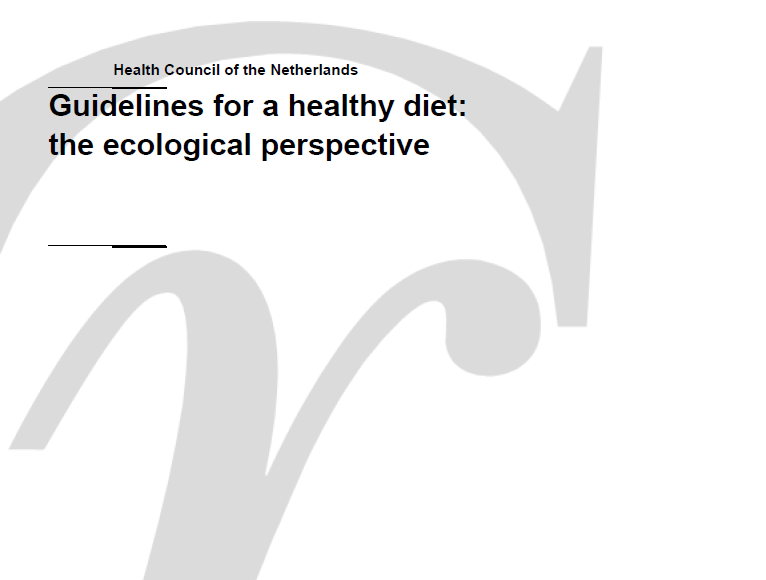 Health Council of the Netherlands
Guidelines for a healthy diet:
the ecological perspective